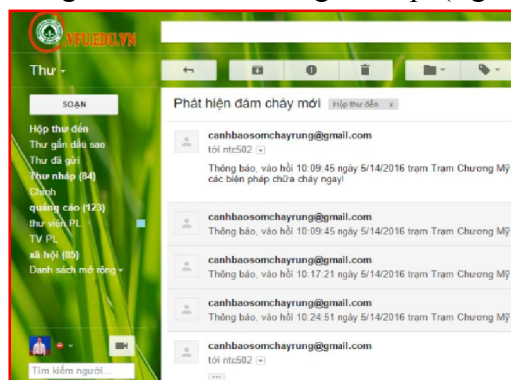 VFU.EDU.VN
Thư
SOẠN
Hộp thư đến
Thư gắn dấu sao
Thư đã gửi
Thư nháp (84)
Chính
quảng cáo (123)
thư viện PL
TV PL
xã hội (85)
Danh sách mở rộng
Tìm kiếm người...
Phát hiện đám cháy mới Hộp thư đến x
canhbaosomchayrung@gmail.com
tới ntc502
Thông báo, vào hồi 10:09:45 ngày 5/14/2016 trạm Trạm Chương Mỹ
các biện pháp chữa cháy ngay!
canhbaosomchayrung@gmail.com
Thông báo, vào hồi 10:09:45 ngày 5/14/2016 trạm Trạm Chương Mỹ
canhbaosomchayrung@gmail.com
Thông báo, vào hồi 10:17:21 ngày 5/14/2016 trạm Trạm Chương Mỹ
canhbaosomchayrung@gmail.com
Thông báo, vào hồi 10:24:51 ngày 5/14/2016 trạm Trạm Chương Mỹ
canhbaosomchayrung@gmail.com
tới ntc502